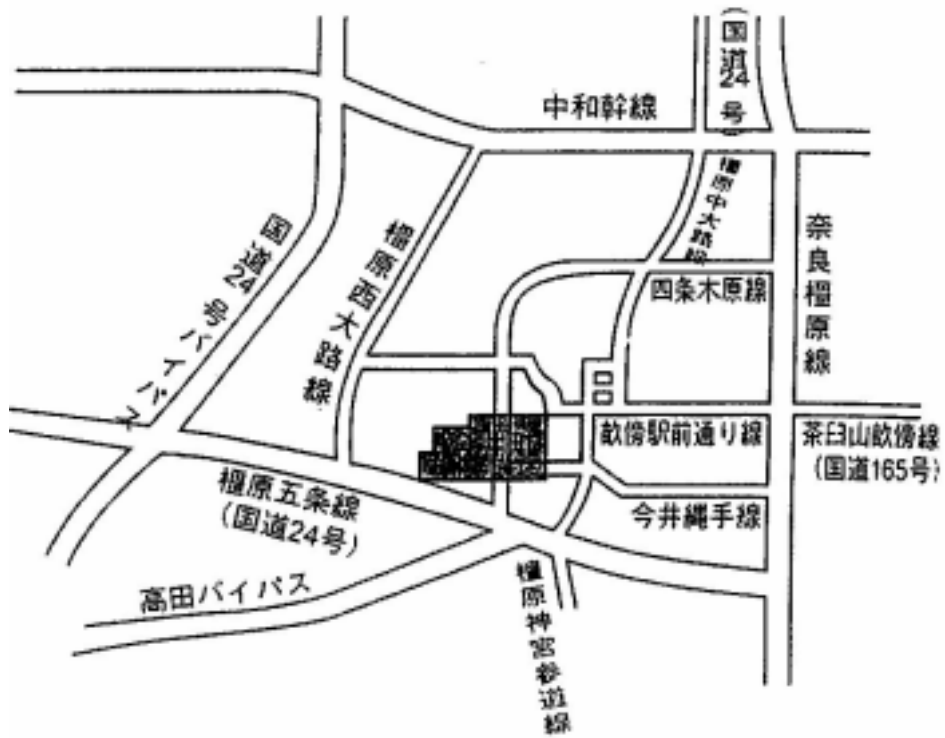 (国道24号)
中和幹線
橿原中大路線
奈良橿原線
国道24号バイパス
橿原西大路線
四条木原線
畝傍駅前通り線
茶臼山畝傍線
(国道165号)
橿原五条線
(国道24号)
今井縄手線
高田バイパス
橿原神宮参道線